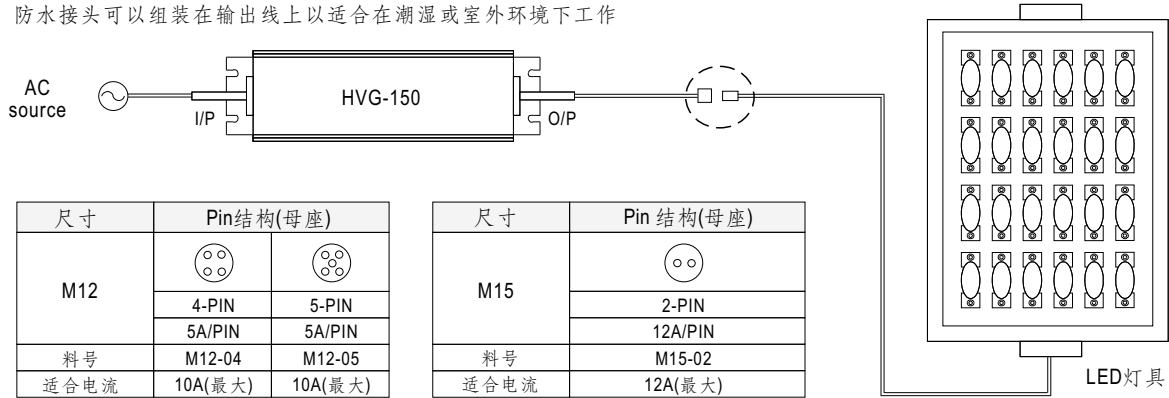 防水接头可以组装在输出线上以适合在潮湿或室外环境下工作
AC
source
I/P
HVG-150
O/P
LED灯具
尺寸 Pin结构(母座)
M12
4-PIN 5-PIN
5A/PIN 5A/PIN
料号 M12-04 M12-05
适合电流 10A(最大) 10A(最大)
尺寸 Pin 结构(母座)
M15
2-PIN
12A/PIN
料号 M15-02
适合电流 12A(最大)